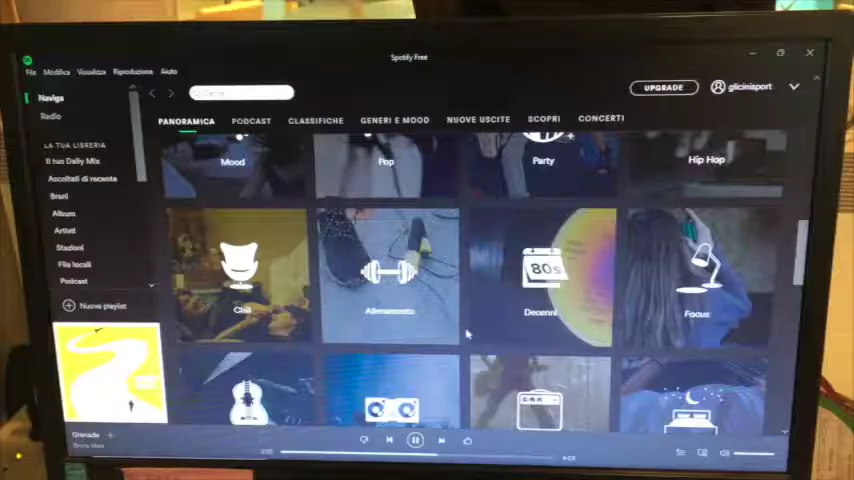 Spotify Free
File Modifica Visualizza Riproduzione Aiuto
UPGRADE glicinisport
Naviga
Radio
PANORAMICA PODCAST CLASSIFICHE GENERI E MOOD NUOVE USCITE SCOPRI CONCERTI
LA TUA LIBRERIA
Il tuo Daily Mix
Ascoltati di recente
Brani
Album
Artisti
Stazioni
File locali
Podcast
Nuova playlist
Mood Pop Party Hip Hop
80s
Chill Allenamento Decenni Focus
Grenade
Bruno Mars